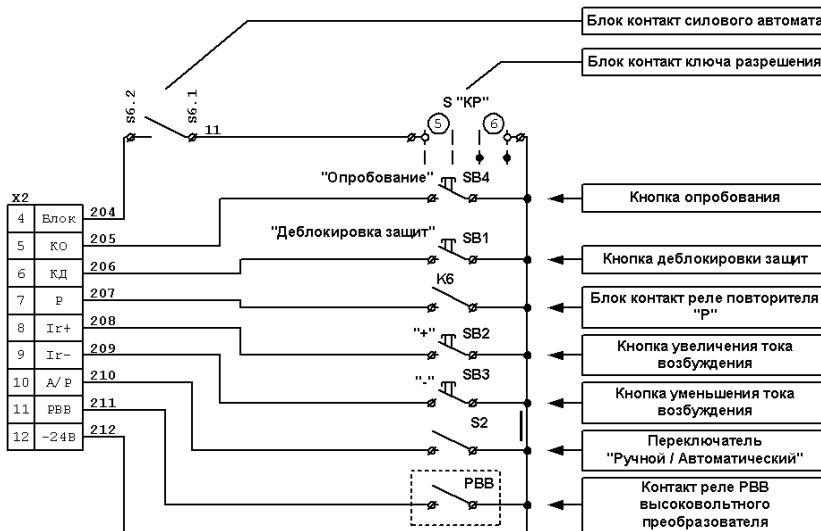 Блок контакт силового автомата
Блок контакт ключа разрешения
S6.2
S6.1
11
S "КР"
5
6
"Опробование"
SB4
Кнопка опробования
X2
4 Блок 204
5 КО 205
6 КД 206
7 Р 207
8 Ir+ 208
9 Ir- 209
10 А/Р 210
11 РВВ 211
12 -24В 212
"Деблокировка защит"
SB1
Кнопка деблокировки защит
К6
Блок контакт реле повторителя
"Р"
"+"
SB2
Кнопка увеличения тока
возбуждения
"-"
SB3
Кнопка уменьшения тока
возбуждения
S2
Переключатель
"Ручной / Автоматический"
РВВ
Контакт реле РВВ
высоковольтного
преобразователя